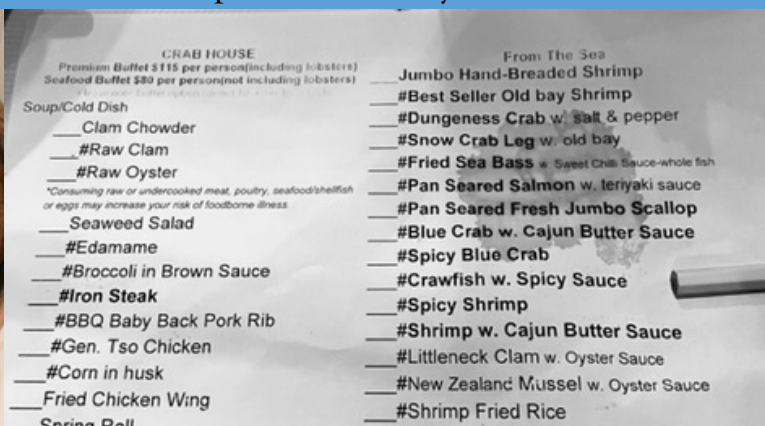 CRAB HOUSE
Premium Buffet $115 per person(including lobsters)
Seafood Buffet $80 per person(not including lobsters)
Soup/Cold Dish
___Clam Chowder
___#Raw Clam
___#Raw Oyster
*Consuming raw or undercooked meat, poultry, seafood/shellfish
or eggs may increase your risk of foodborne illness.
___Seaweed Salad
___#Edamame
___#Broccoli in Brown Sauce
___#Iron Steak
___#BBQ Baby Back Pork Rib
___#Gen. Tso Chicken
___#Corn in husk
___Fried Chicken Wing
Spring Roll
From The Sea
___Jumbo Hand-Breaded Shrimp
___#Best Seller Old bay Shrimp
___#Dungeness Crab w. salt & pepper
___#Snow Crab Leg w. old bay
___#Fried Sea Bass w. Sweet Chili Sauce-whole fish
___#Pan Seared Salmon w. teriyaki sauce
___#Pan Seared Fresh Jumbo Scallop
___#Blue Crab w. Cajun Butter Sauce
___#Spicy Blue Crab
___#Crawfish w. Spicy Sauce
___#Spicy Shrimp
___#Shrimp w. Cajun Butter Sauce
___#Littleneck Clam w. Oyster Sauce
___#New Zealand Mussel w. Oyster Sauce
___#Shrimp Fried Rice